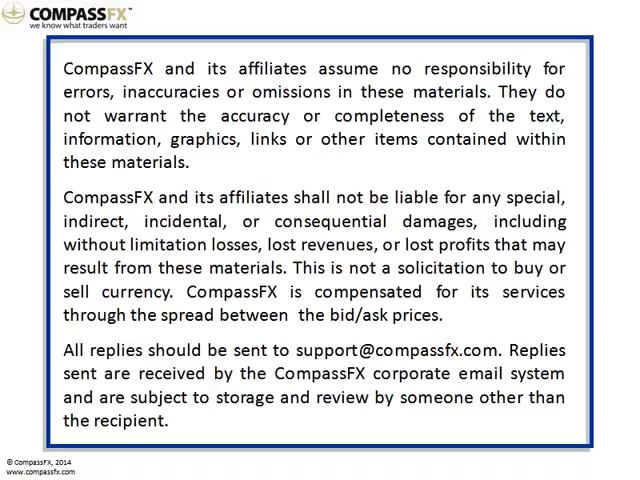 COMPASSFX™
we know what traders want
CompassFX and its affiliates assume no responsibility for
errors, inaccuracies or omissions in these materials. They do
not warrant the accuracy or completeness of the text,
information, graphics, links or other items contained within
these materials.
CompassFX and its affiliates shall not be liable for any special,
indirect, incidental, or consequential damages, including
without limitation losses, lost revenues, or lost profits that may
result from these materials. This is not a solicitation to buy or
sell currency. CompassFX is compensated for its services
through the spread between the bid/ask prices.
All replies should be sent to support@compassfx.com. Replies
sent are received by the CompassFX corporate email system
and are subject to storage and review by someone other than
the recipient.
© CompassFX, 2014
www.compassfx.com